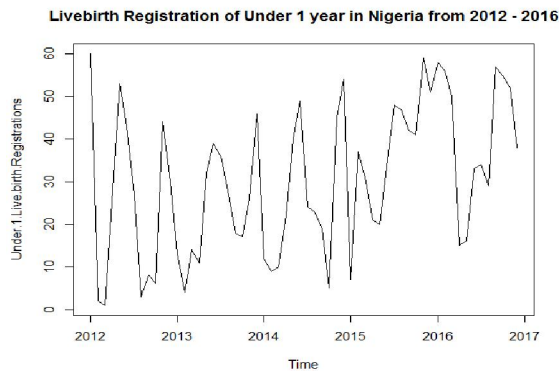 Livebirth Registration of Under 1 year in Nigeria from 2012 - 2016
Under.1.Live.birth.Registrations
60
50
40
30
20
10
0
2012 2013 2014 2015 2016 2017
Time